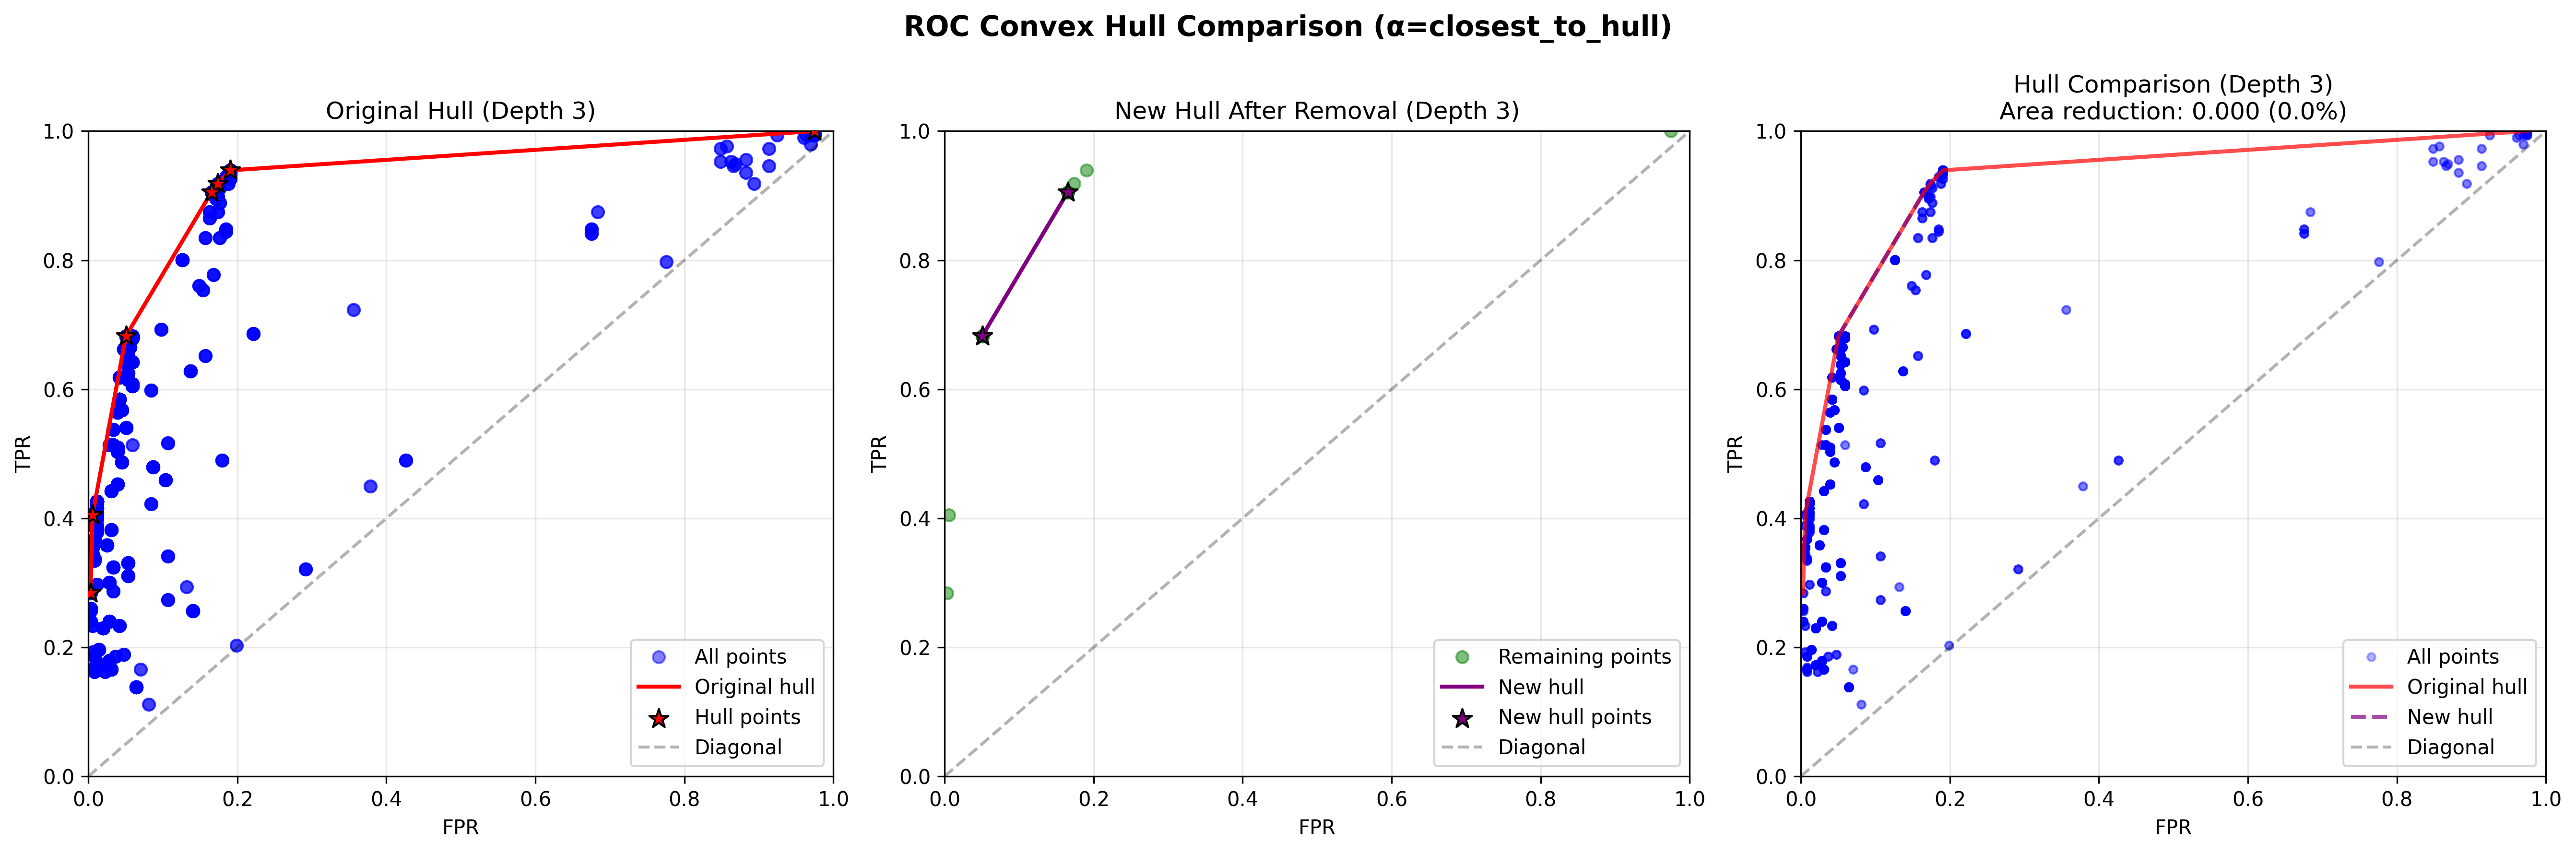 ROC Convex Hull Comparison (α=closest_to_hull)
Original Hull (Depth 3)
1.0
0.8
0.6
0.4
0.2
0.0
TPR
0.0 0.2 0.4 0.6 0.8 1.0
FPR
All points
Original hull
Hull points
Diagonal
New Hull After Removal (Depth 3)
1.0
0.8
0.6
0.4
0.2
0.0
TPR
0.0 0.2 0.4 0.6 0.8 1.0
FPR
Remaining points
New hull
New hull points
Diagonal
Hull Comparison (Depth 3)
Area reduction: 0.000 (0.0%)
1.0
0.8
0.6
0.4
0.2
0.0
TPR
0.0 0.2 0.4 0.6 0.8 1.0
FPR
All points
Original hull
New hull
Diagonal